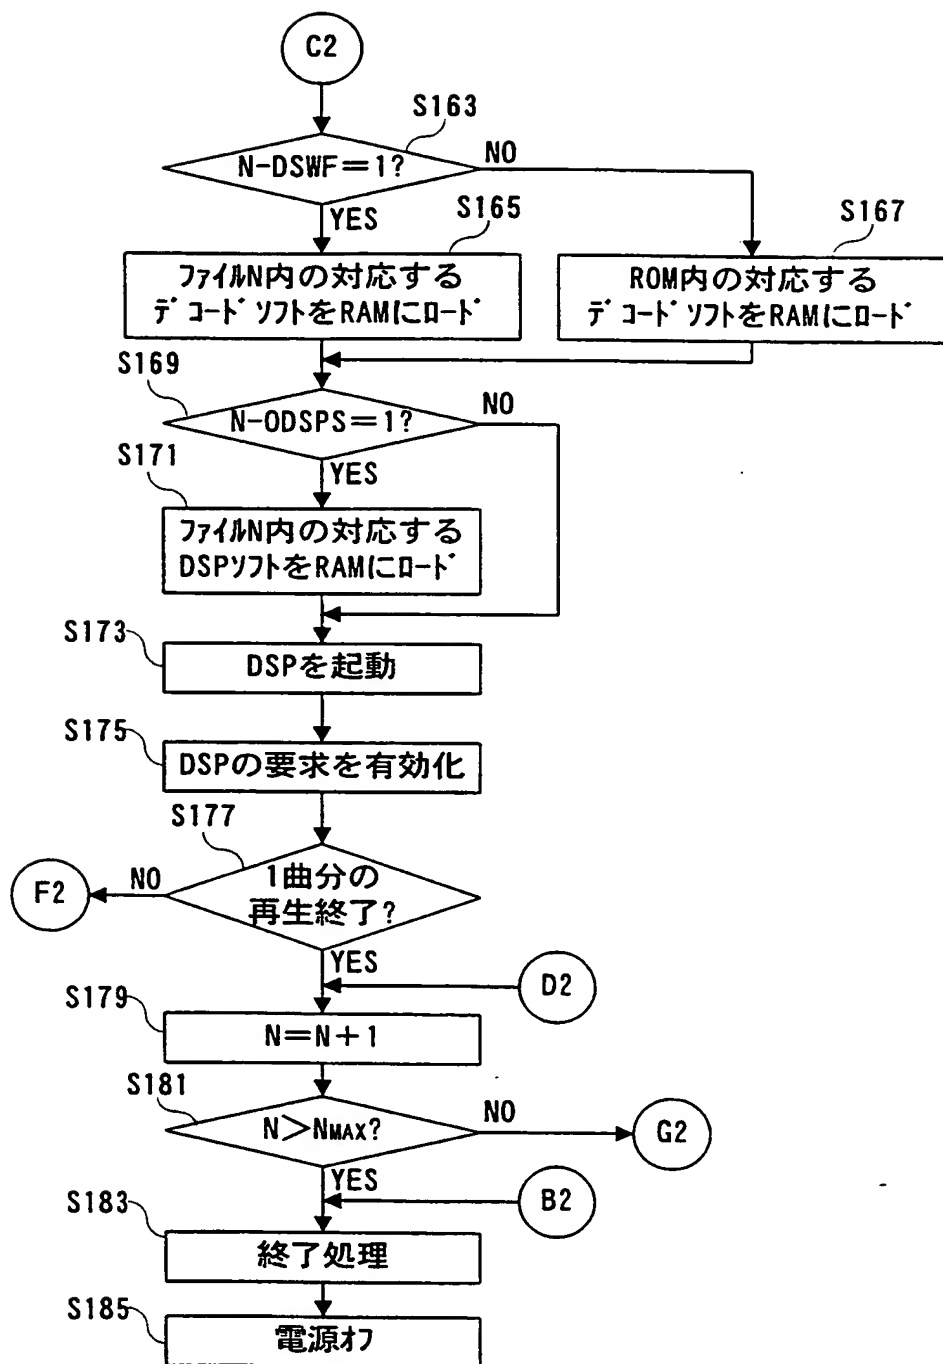 C2
S163
N-DSWF=1?
NO
YES
S165
S167
ファイルN内の対応する
デコードソフトをRAMにロード
ROM内の対応する
デコードソフトをRAMにロード
S169
N-ODSPS=1?
NO
S171
YES
ファイルN内の対応する
DSPソフトをRAMにロード
S173
DSPを起動
S175
DSPの要求を有効化
S177
1曲分の
再生終了?
NO
F2
YES
D2
S179
N=N+1
S181
N>NMAX?
NO
G2
YES
B2
S183
終了処理
S185
電源オフ